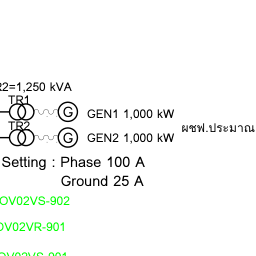 R2=1,250 kVA
TR1
G GEN1 1,000 kW
TR2
G GEN2 1,000 kW
ผชฟ.ประมาณ
Setting : Phase 100 A
Ground 25 A
OV02VS-902
OV02VR-901